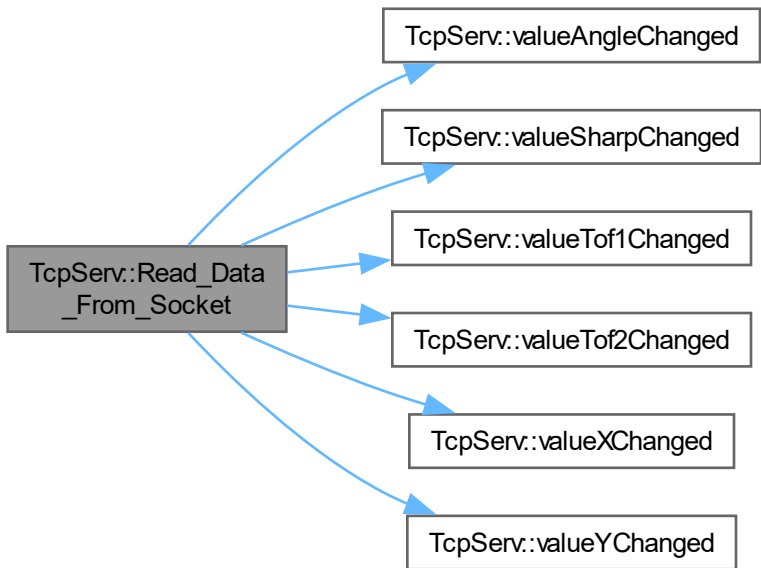 TcpServ::valueAngleChanged
TcpServ::valueSharpChanged
TcpServ::valueTof1Changed
TcpServ::Read_Data
_From_Socket
TcpServ::valueTof2Changed
TcpServ::valueXChanged
TcpServ::valueYChanged